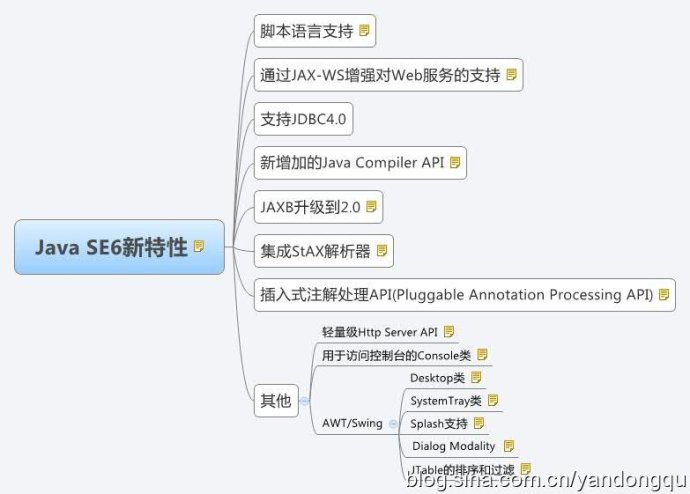 脚本语言支持
通过JAX-WS增强对Web服务的支持
支持JDBC4.0
新增加的Java Compiler API
JAXB升级到2.0
Java SE6新特性
集成StAX解析器
插入式注解处理API(Pluggable Annotation Processing API)
轻量级Http Server API
用于访问控制台的Console类
其他
Desktop类
SystemTray类
AWT/Swing
Splash支持
Dialog Modality
JTable的排序和过滤
blog.sina.com.cn/yandongqu